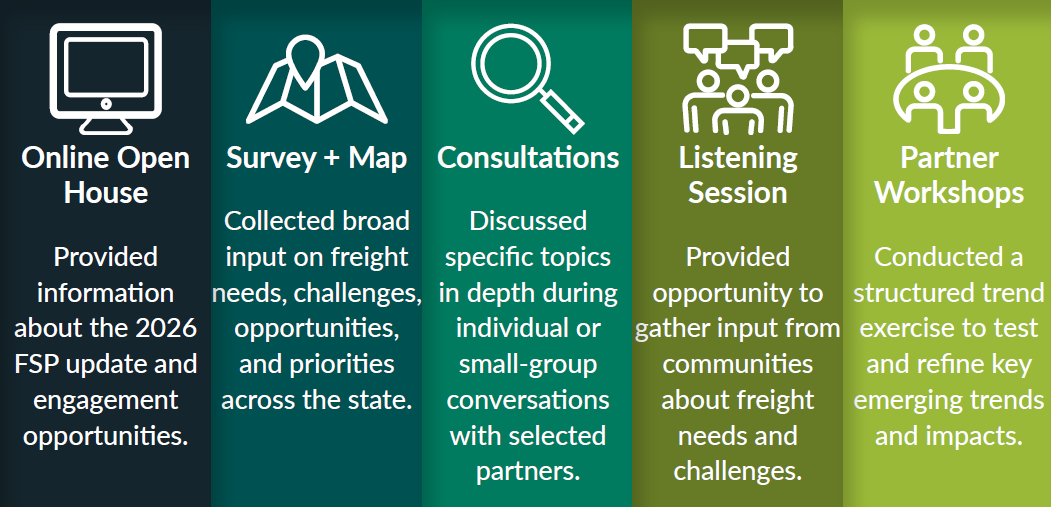 Online Open
House
Provided
information
about the 2026
FSP update and
engagement
opportunities.
Survey + Map
Collected broad
input on freight
needs, challenges,
opportunities,
and priorities
across the state.
Consultations
Discussed
specific topics
in depth during
individual or
small-group
conversations
with selected
partners.
Listening
Session
Provided
opportunity to
gather input from
communities
about freight
needs and
challenges.
Partner
Workshops
Conducted a
structured trend
exercise to test
and refine key
emerging trends
and impacts.